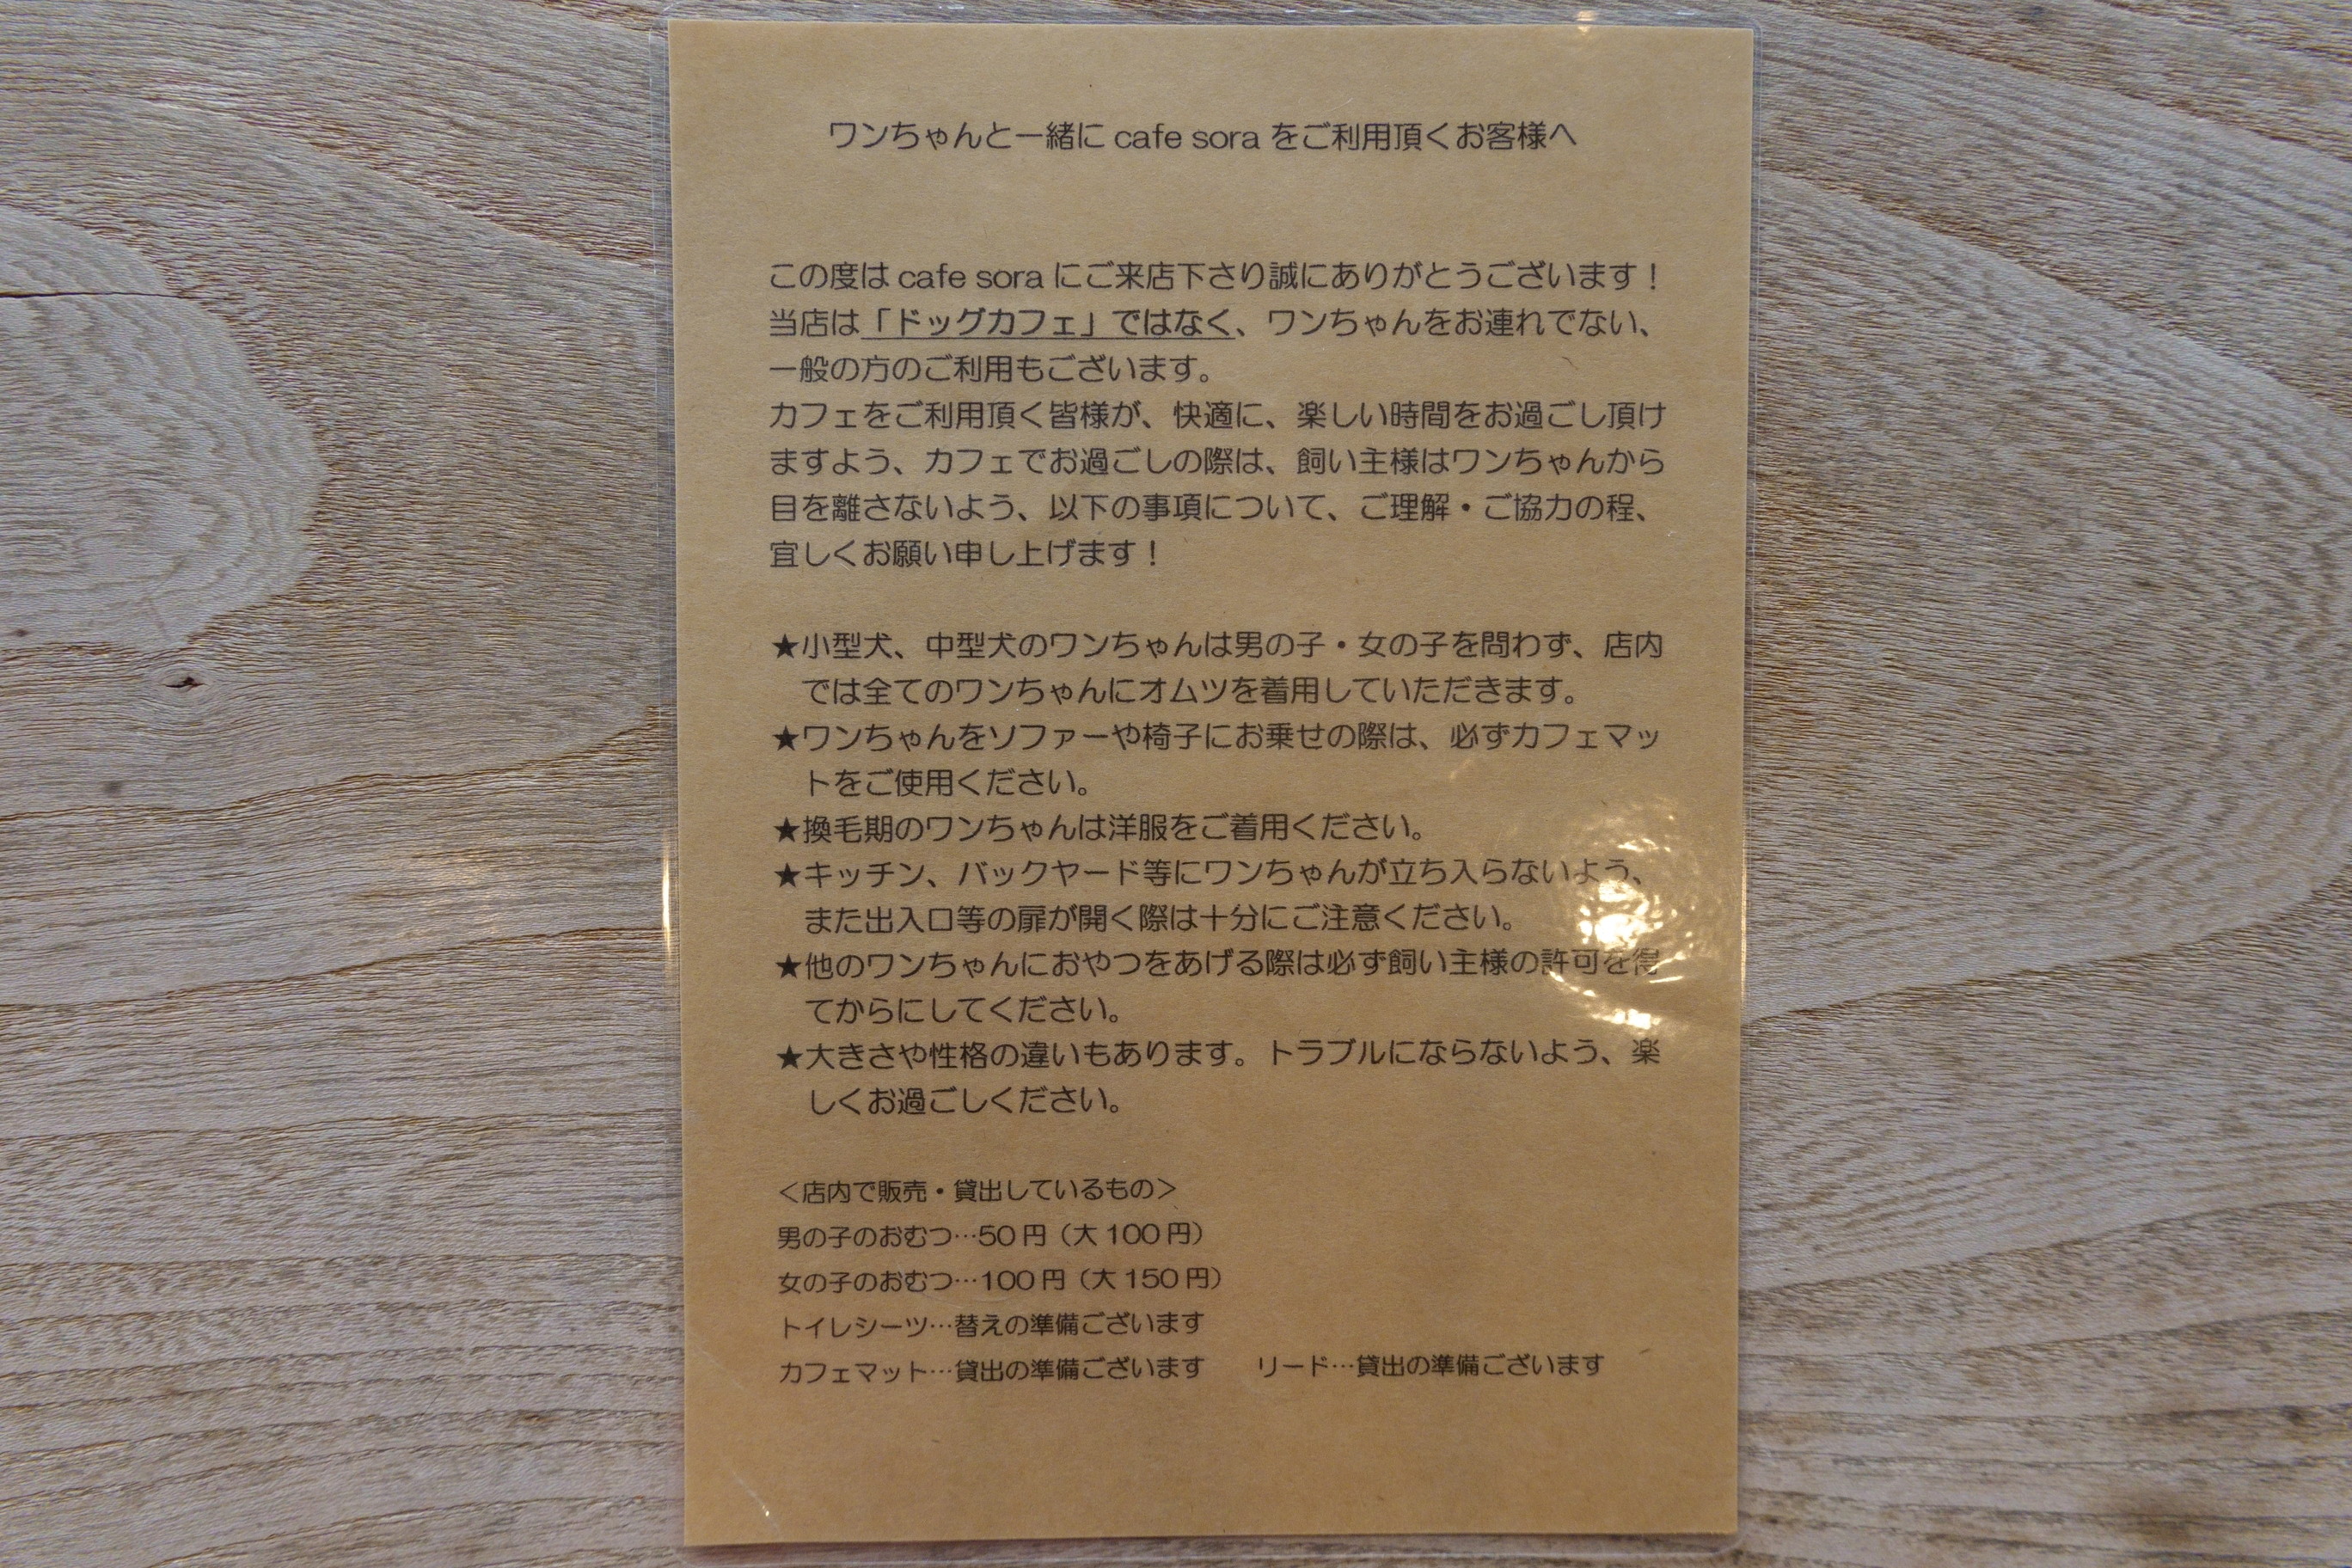 ワンちゃんと一緒に cafe sora をご利用頂くお客様へ
この度は cafe sora にご来店下さり誠にありがとうございます！
当店は「ドッグカフェ」ではなく、ワンちゃんをお連れでない、
一般の方のご利用もございます。
カフェをご利用頂く皆様が、快適に、楽しい時間をお過ごし頂け
ますよう、カフェでお過ごしの際は、飼い主様はワンちゃんから
目を離さないよう、以下の事項について、ご理解・ご協力の程、
宜しくお願い申し上げます！
★小型犬、中型犬のワンちゃんは男の子・女の子を問わず、店内
では全てのワンちゃんにオムツを着用していただきます。
★ワンちゃんをソファーや椅子にお乗せの際は、必ずカフェマッ
トをご使用ください。
★換毛期のワンちゃんは洋服をご着用ください。
★キッチン、バックヤード等にワンちゃんが立ち入らないよう、
また出入口等の扉が開く際は十分にご注意ください。
★他のワンちゃんにおやつをあげる際は必ず飼い主様の許可を得
てからにしてください。
★大きさや性格の違いもあります。トラブルにならないよう、楽
しくお過ごしください。
＜店内で販売・貸出しているもの＞
男の子のおむつ…50 円（大 100 円）
女の子のおむつ…100 円（大 150 円）
トイレシーツ…替えの準備ございます
カフェマット…貸出の準備ございます　　リード…貸出の準備ございます